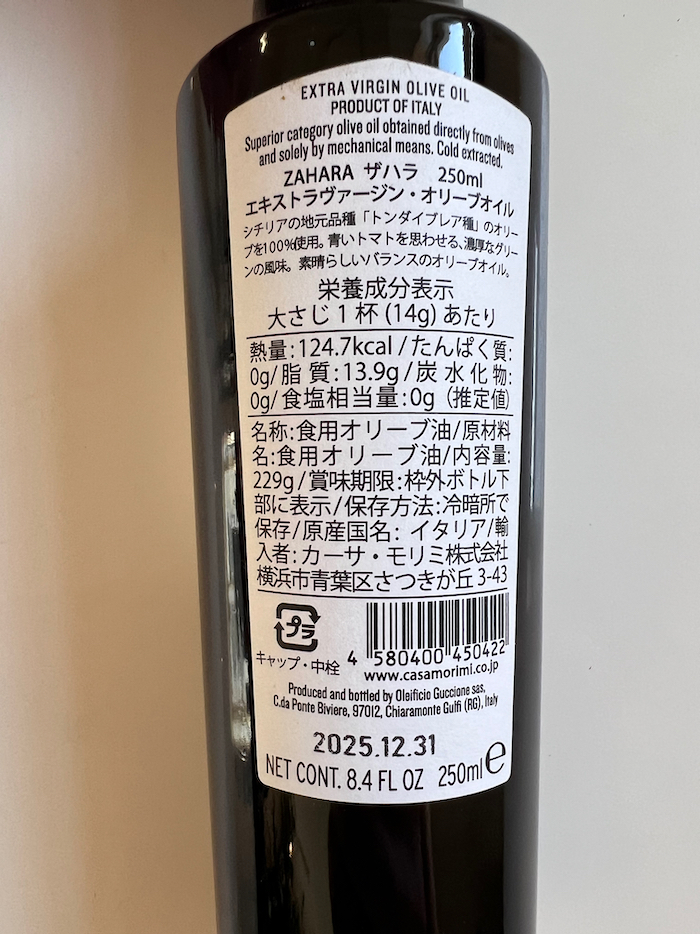 EXTRA VIRGIN OLIVE OIL
PRODUCT OF ITALY
Superior category olive oil obtained directly from olives
and solely by mechanical means. Cold extracted.
ZAHARA ザハラ 250ml
エキストラヴァージン・オリーブオイル
シチリアの地元品種「トンダイブレア種」のオリー
ブを100%使用。青いトマトを思わせる、濃厚なグリー
ンの風味。素晴らしいバランスのオリーブオイル。
栄養成分表示
大さじ1杯(14g)あたり
熱量:124.7kcal/たんぱく質:
0g/脂質:13.9g/炭水化物:
0g/食塩相当量:0g(推定値)
名称:食用オリーブ油/原材料
名:食用オリーブ油/内容量:
229g/賞味期限:枠外ボトル下
部に表示/保存方法:冷暗所で
保存/原産国名:イタリア/輸
入者:カーサ・モリミ株式会社
横浜市青葉区さつきが丘3-43
プラ
キャップ・中栓
4 580400 450422
www.casamorimi.co.jp
Produced and bottled by Oleificio Guccione sas,
C.da Ponte Biviere, 97012, Chiaramonte Gulfi (RG), Italy
2025.12.31
NET CONT. 8.4 FL OZ 250ml e